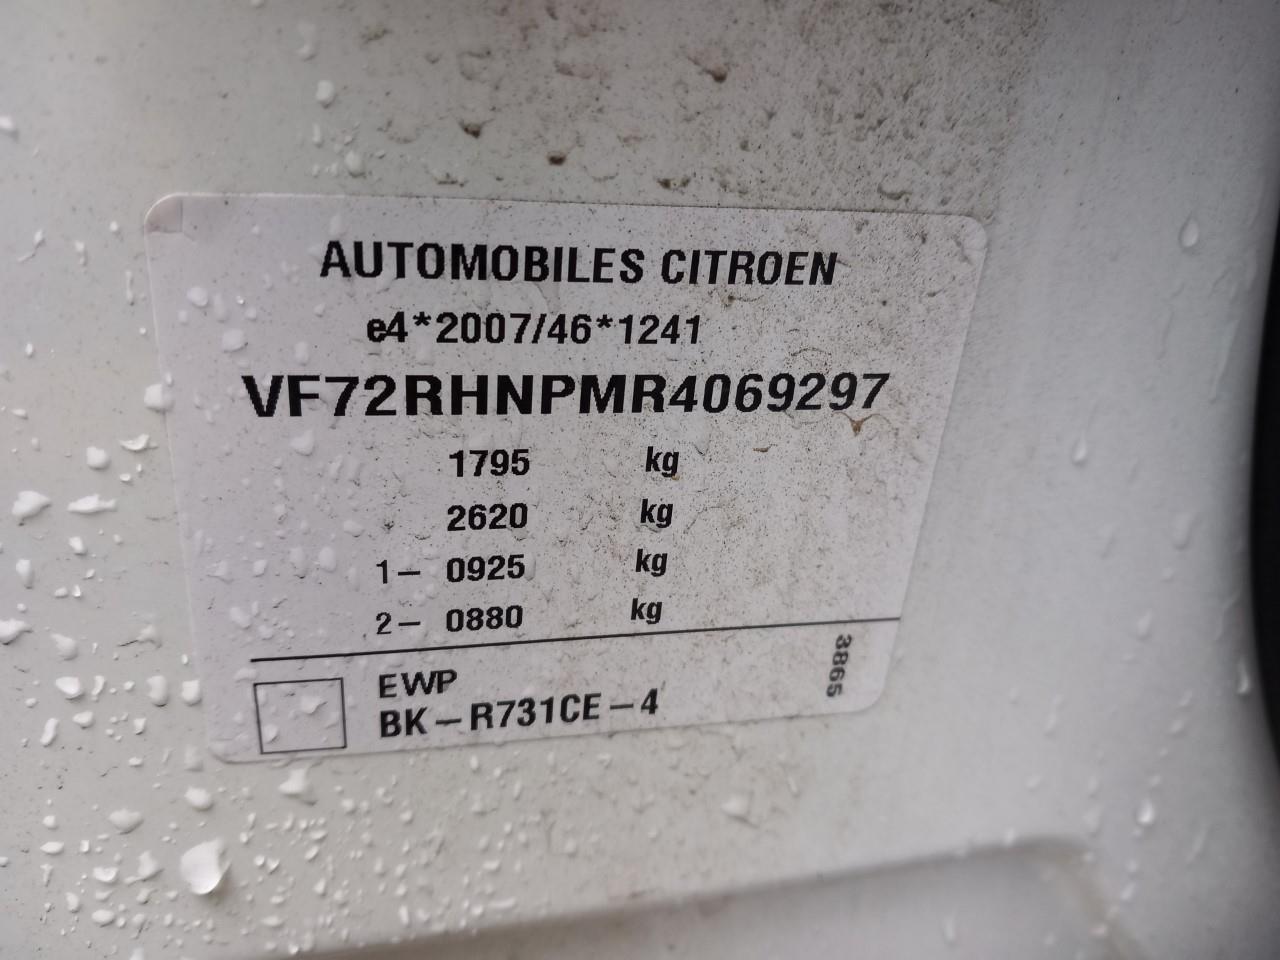 AUTOMOBILES CITROEN
e4*2007/46*1241
VF72RHNPMR4069297
1795 kg
2620 kg
1- 0925 kg
2- 0880 kg
EWP
BK-R731CE-4
3865